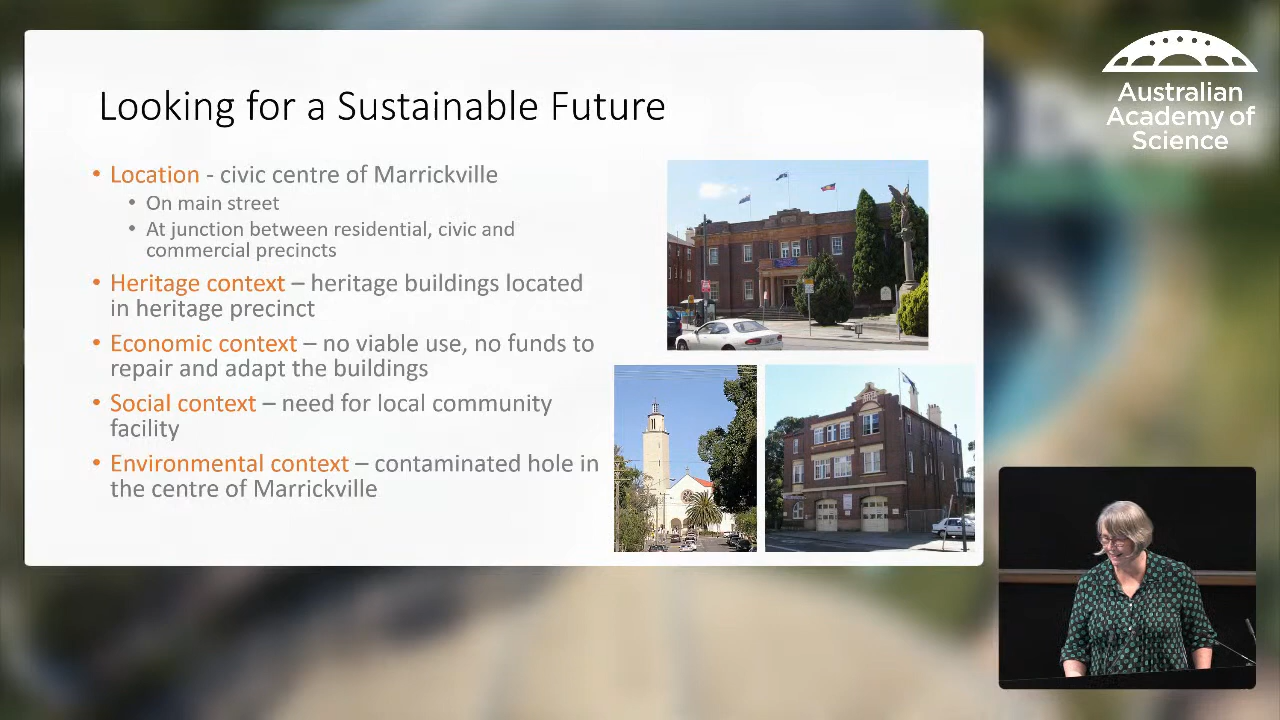 Looking for a Sustainable Future
• Location - civic centre of Marrickville
• On main street
• At junction between residential, civic and
commercial precincts
• Heritage context – heritage buildings located
in heritage precinct
• Economic context – no viable use, no funds to
repair and adapt the buildings
• Social context – need for local community
facility
• Environmental context – contaminated hole in
the centre of Marrickville
Australian
Academy of
Science